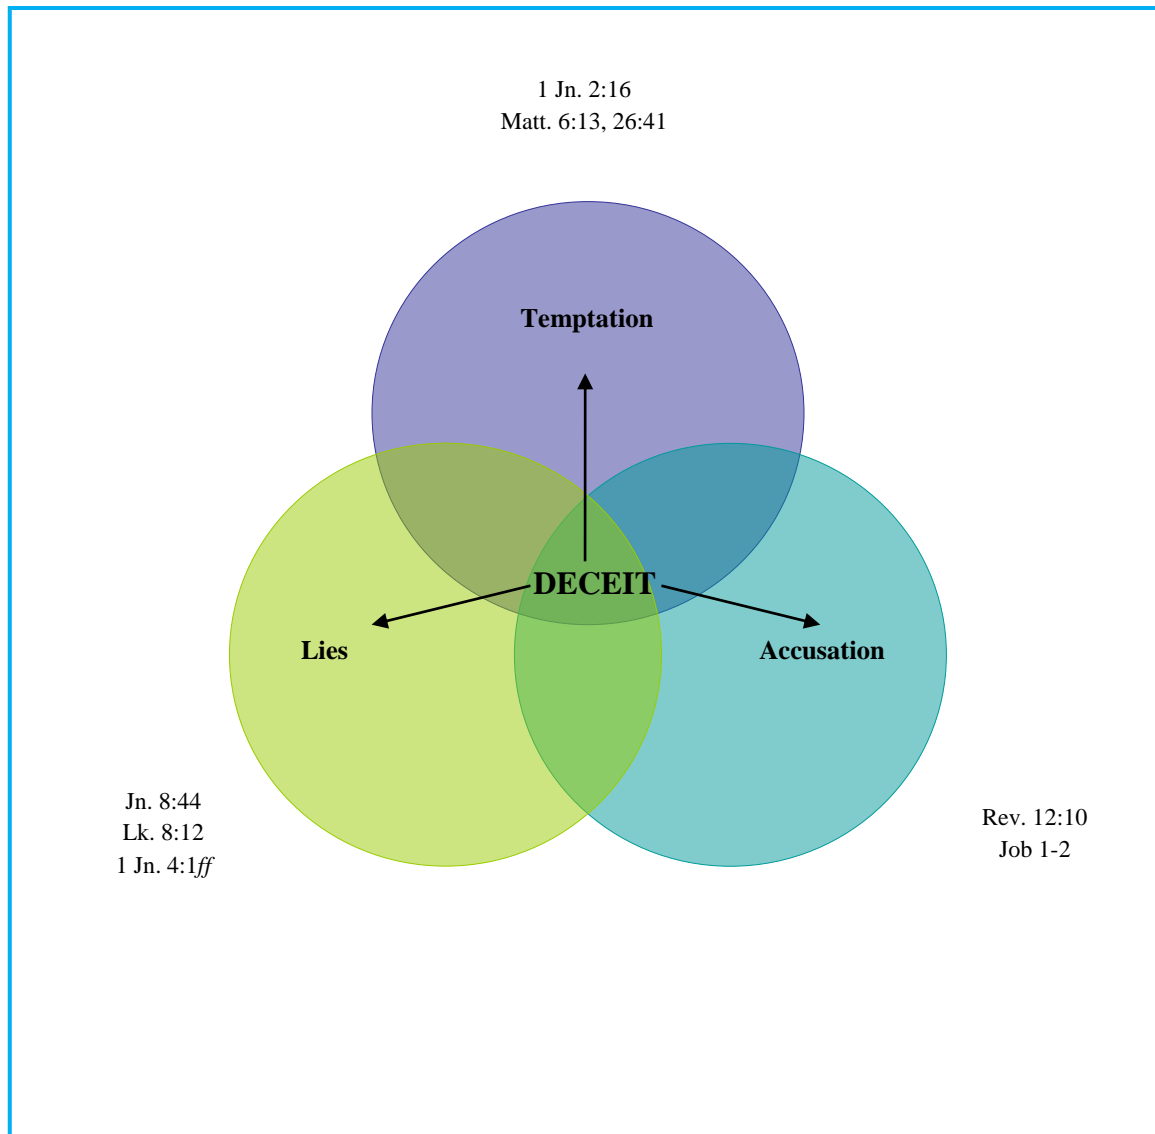 1 Jn. 2:16
Matt. 6:13, 26:41
Temptation
DECEIT
Lies
Accusation
Jn. 8:44
Lk. 8:12
1 Jn. 4:1ff
Rev. 12:10
Job 1-2